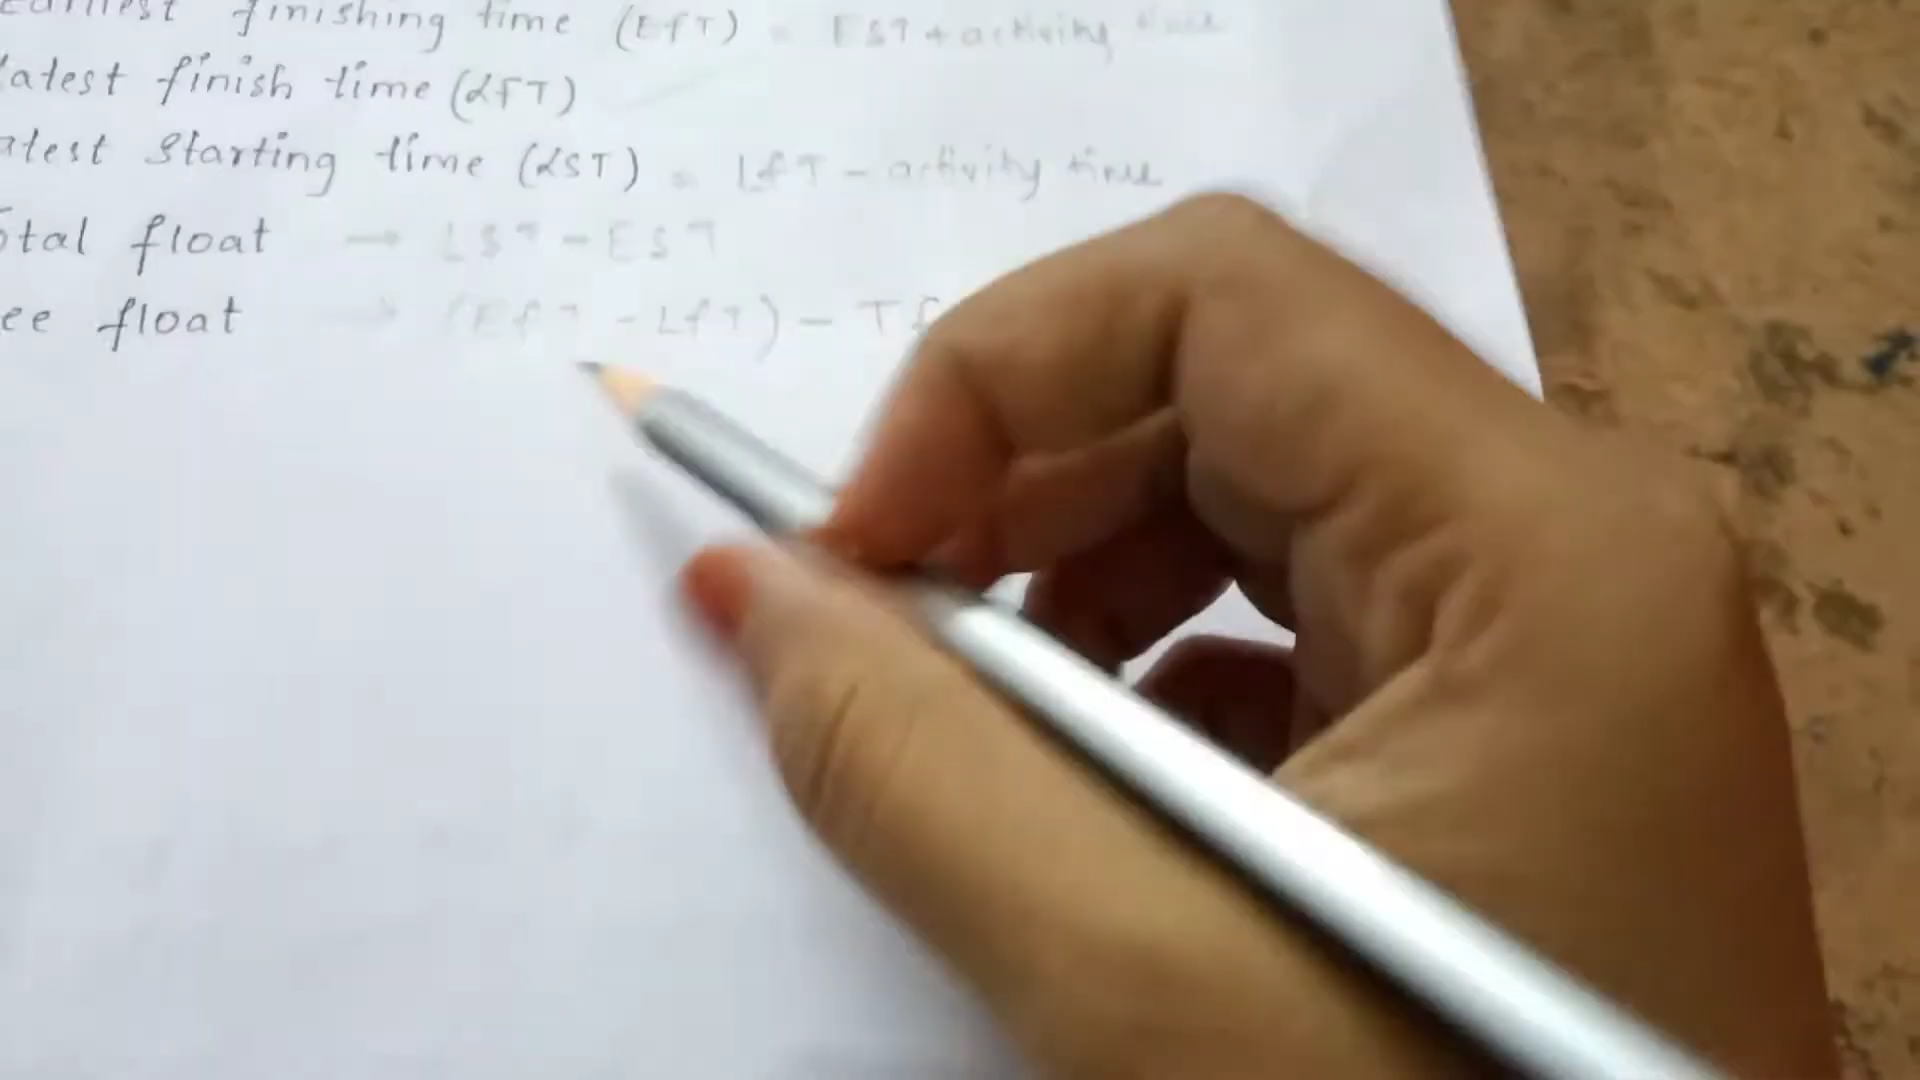 Earliest finishing time (EfT) = EST + activity time
latest finish time (LfT)
latest Starting time (LST) = LfT - activity time
total float → LST - EST
ee float → (EfT - LfT) - Tf